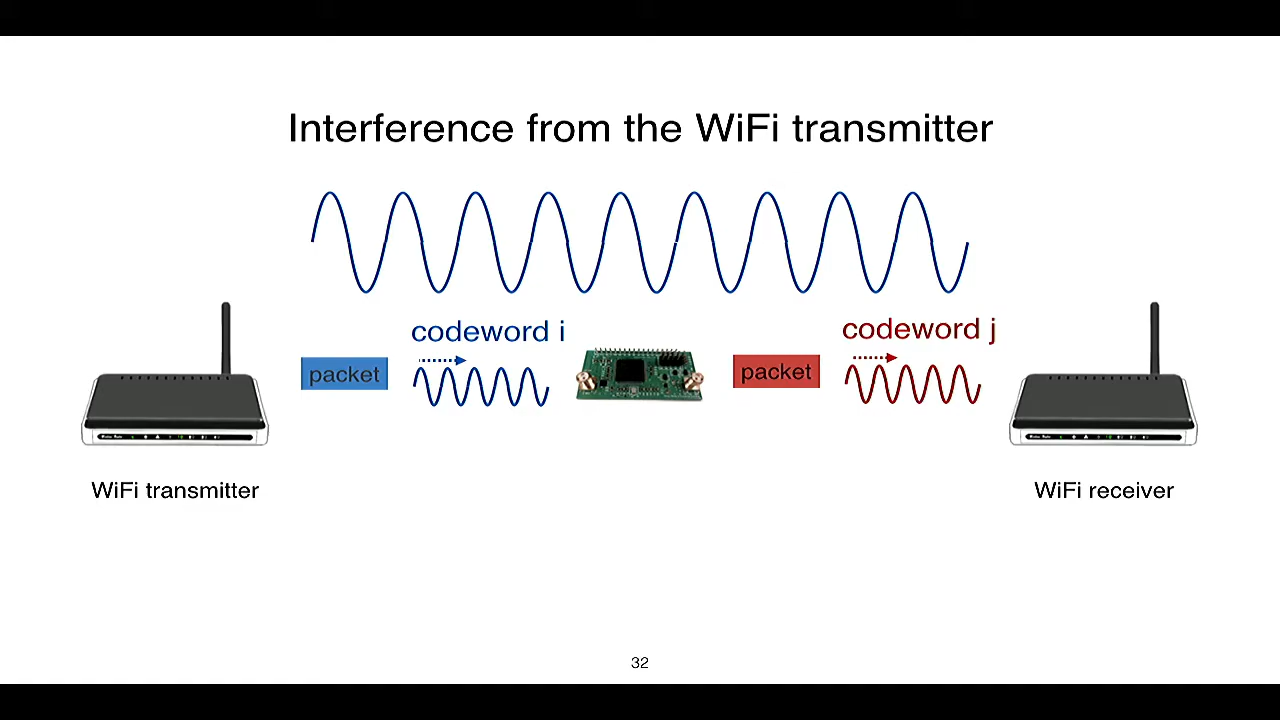 Interference from the WiFi transmitter
codeword i
codeword j
packet
packet
WiFi transmitter
WiFi receiver
32